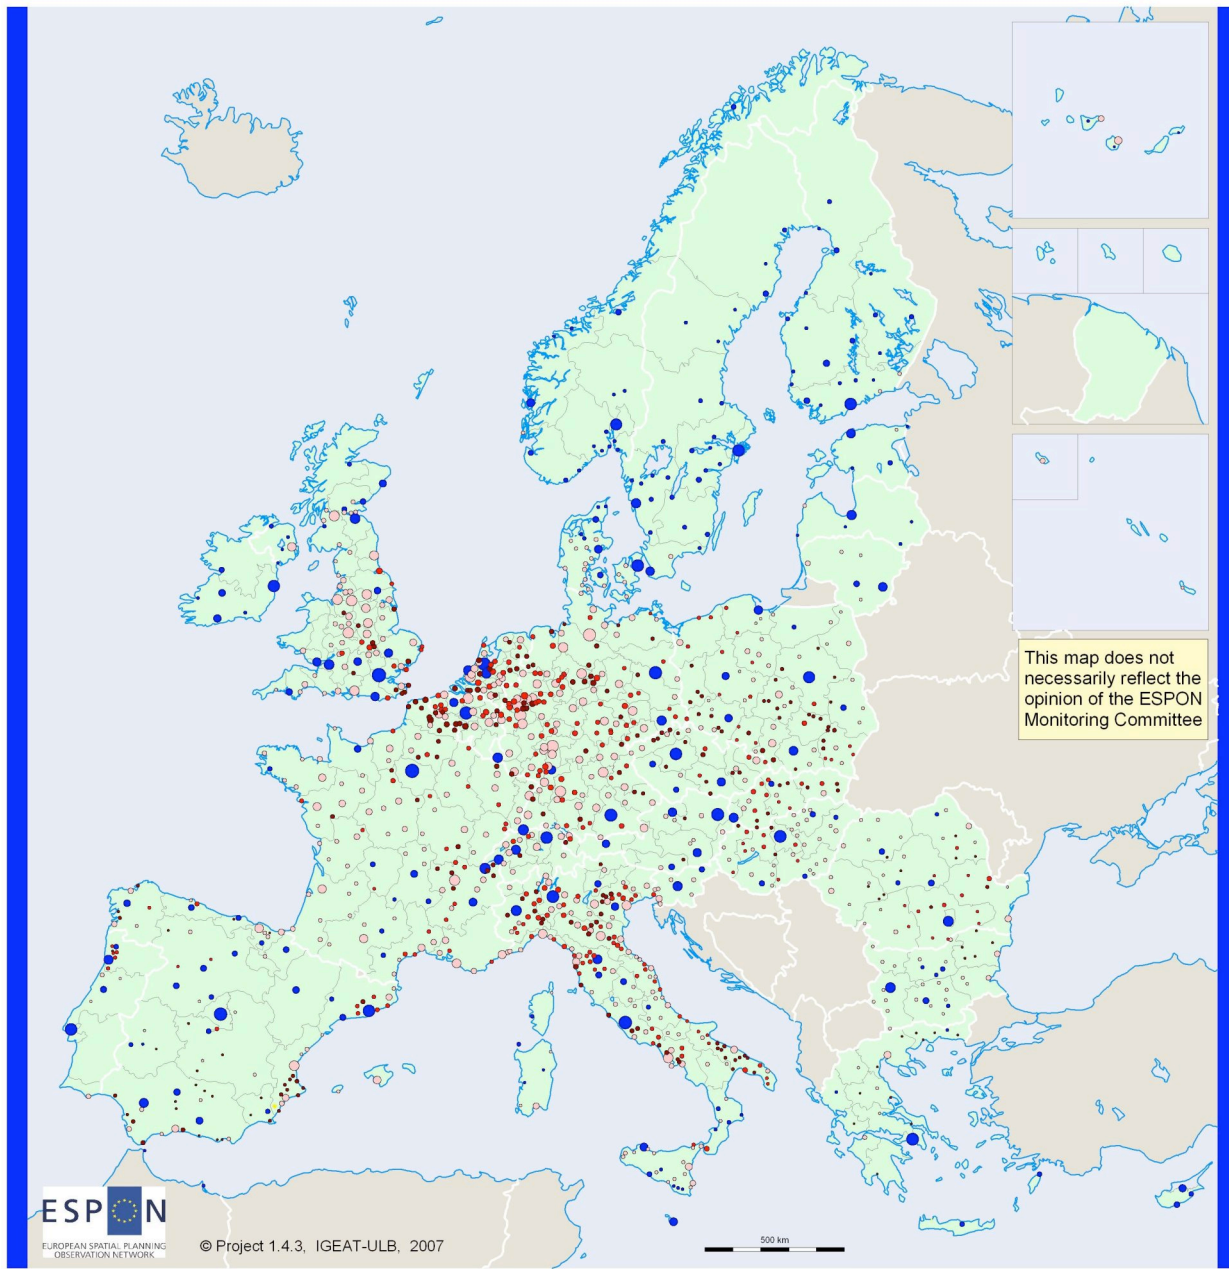 This map does not
necessarily reflect the
opinion of the ESPON
Monitoring Committee
ESPON
EUROPEAN SPATIAL PLANNING
OBSERVATION NETWORK
© Project 1.4.3, IGEAT-ULB, 2007
500 km